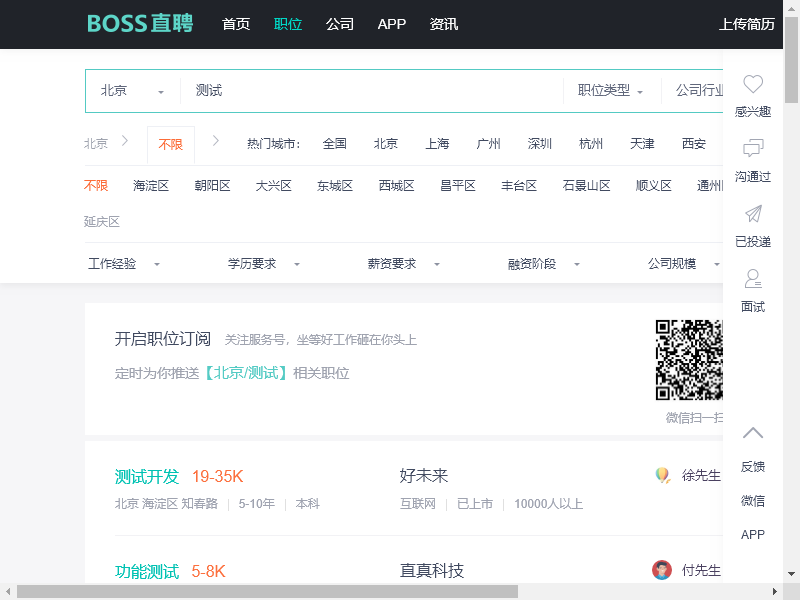 BOSS直聘 首页 职位 公司 APP 资讯 上传简历
北京 测试 职位类型 公司行业
北京 不限 热门城市： 全国 北京 上海 广州 深圳 杭州 天津 西安
不限 海淀区 朝阳区 大兴区 东城区 西城区 昌平区 丰台区 石景山区 顺义区 通州
延庆区
工作经验 学历要求 薪资要求 融资阶段 公司规模
感兴趣
沟通过
已投递
面试
开启职位订阅 关注服务号，坐等好工作砸在你头上
定时为你推送【北京/测试】相关职位
微信扫一扫
反馈
微信
APP
测试开发 19-35K 好未来 徐先生
北京 海淀区 知春路 5-10年 本科 互联网 已上市 10000人以上
功能测试 5-8K 直真科技 付先生